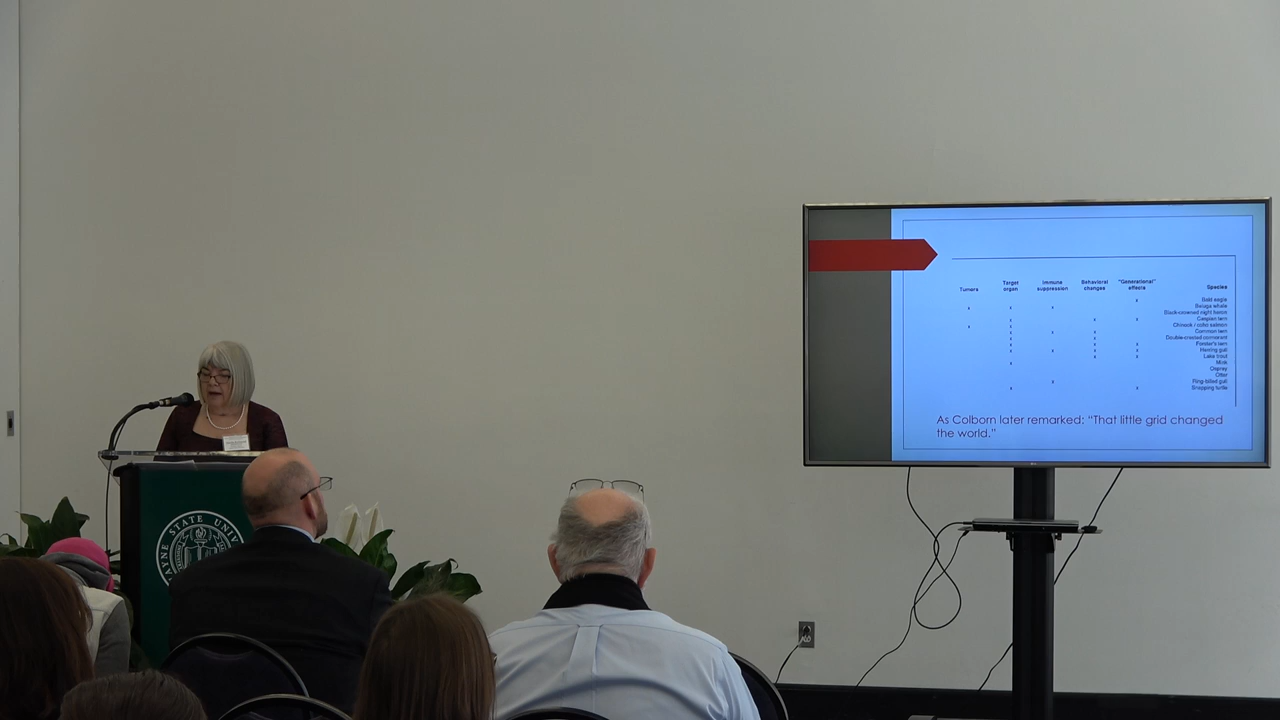 AYNE STATE UNIV
Tumors
Target organ
Immune suppression
Behavioral changes
"Generational" effects
Species
x Bald eagle
x x x Beluga whale
Black-crowned night heron
x x x Caspian tern
x x Chinook / coho salmon
x x Common tern
x x Double-crested cormorant
x x x Forster's tern
x x x x Herring gull
x x x Lake trout
x Mink
Osprey
Otter
x Ring-billed gull
x x Snapping turtle
As Colborn later remarked: "That little grid changed
the world."